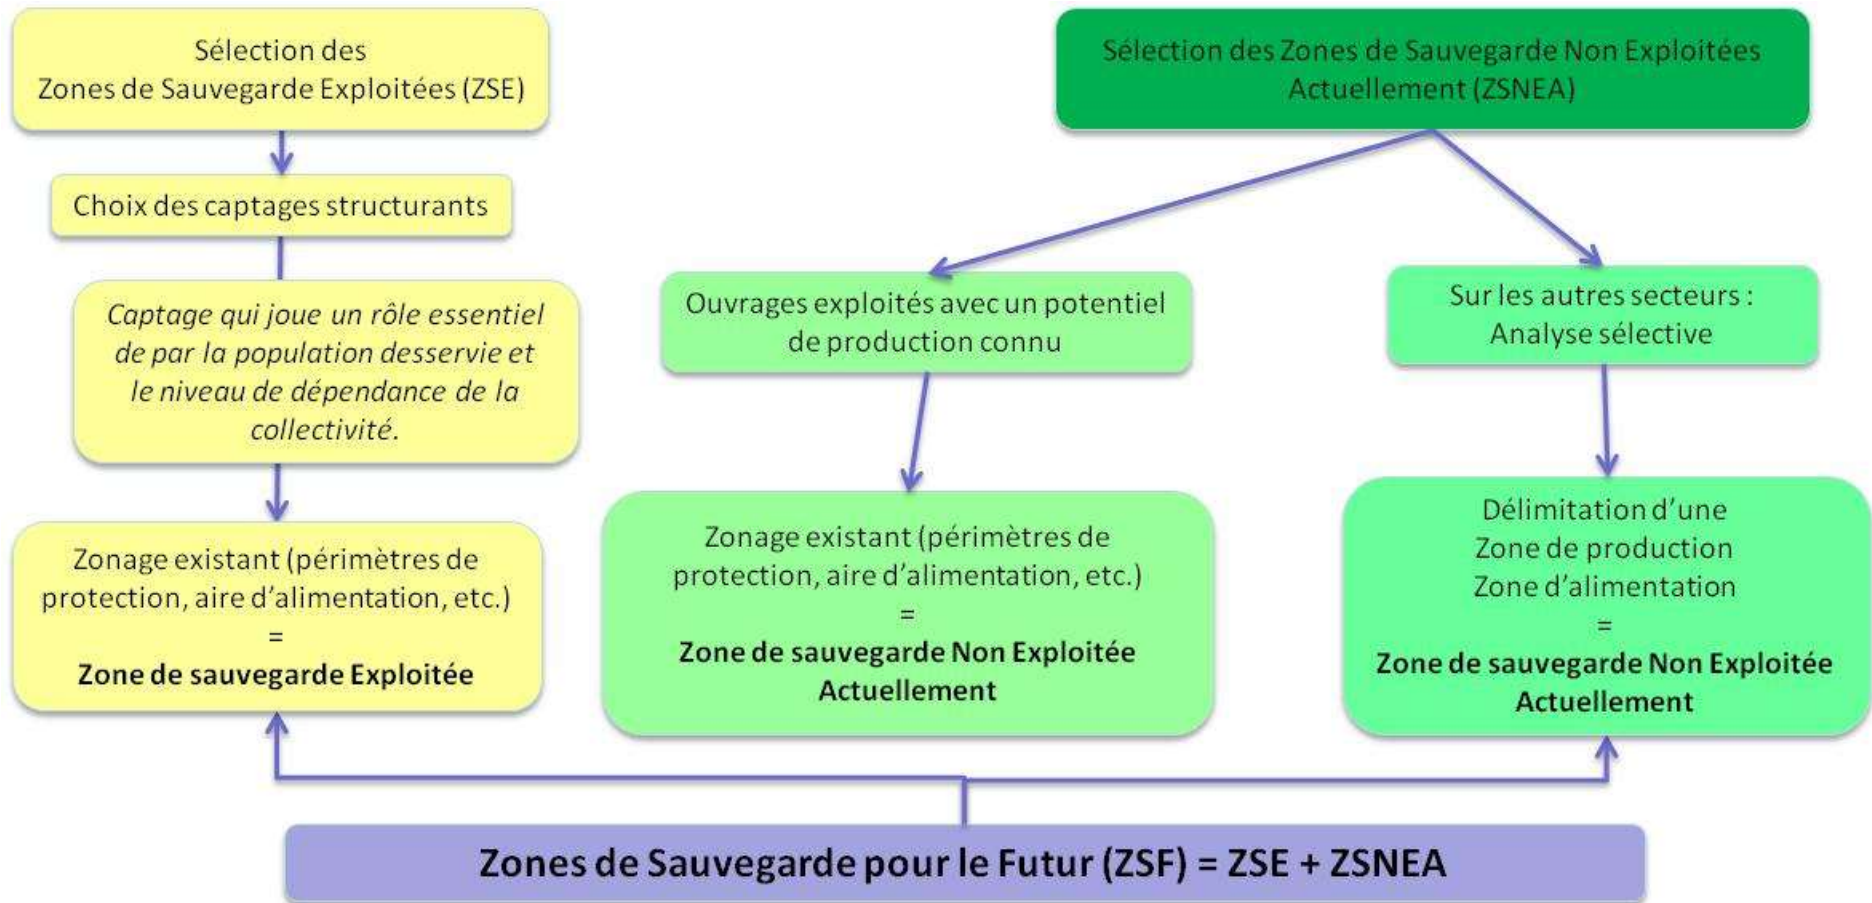 Sélection des
Zones de Sauvegarde Exploitées (ZSE)
Choix des captages structurants
Captage qui joue un rôle essentiel
de par la population desservie et
le niveau de dépendance de la
collectivité.
Zonage existant (périmètres de
protection, aire d'alimentation, etc.)
=
Zone de sauvegarde Exploitée
Sélection des Zones de Sauvegarde Non Exploitées
Actuellement (ZSNEA)
Ouvrages exploités avec un potentiel
de production connu
Zonage existant (périmètres de
protection, aire d'alimentation, etc.)
=
Zone de sauvegarde Non Exploitée
Actuellement
Sur les autres secteurs :
Analyse sélective
Délimitation d'une
Zone de production
Zone d'alimentation
=
Zone de sauvegarde Non Exploitée
Actuellement
Zones de Sauvegarde pour le Futur (ZSF) = ZSE + ZSNEA